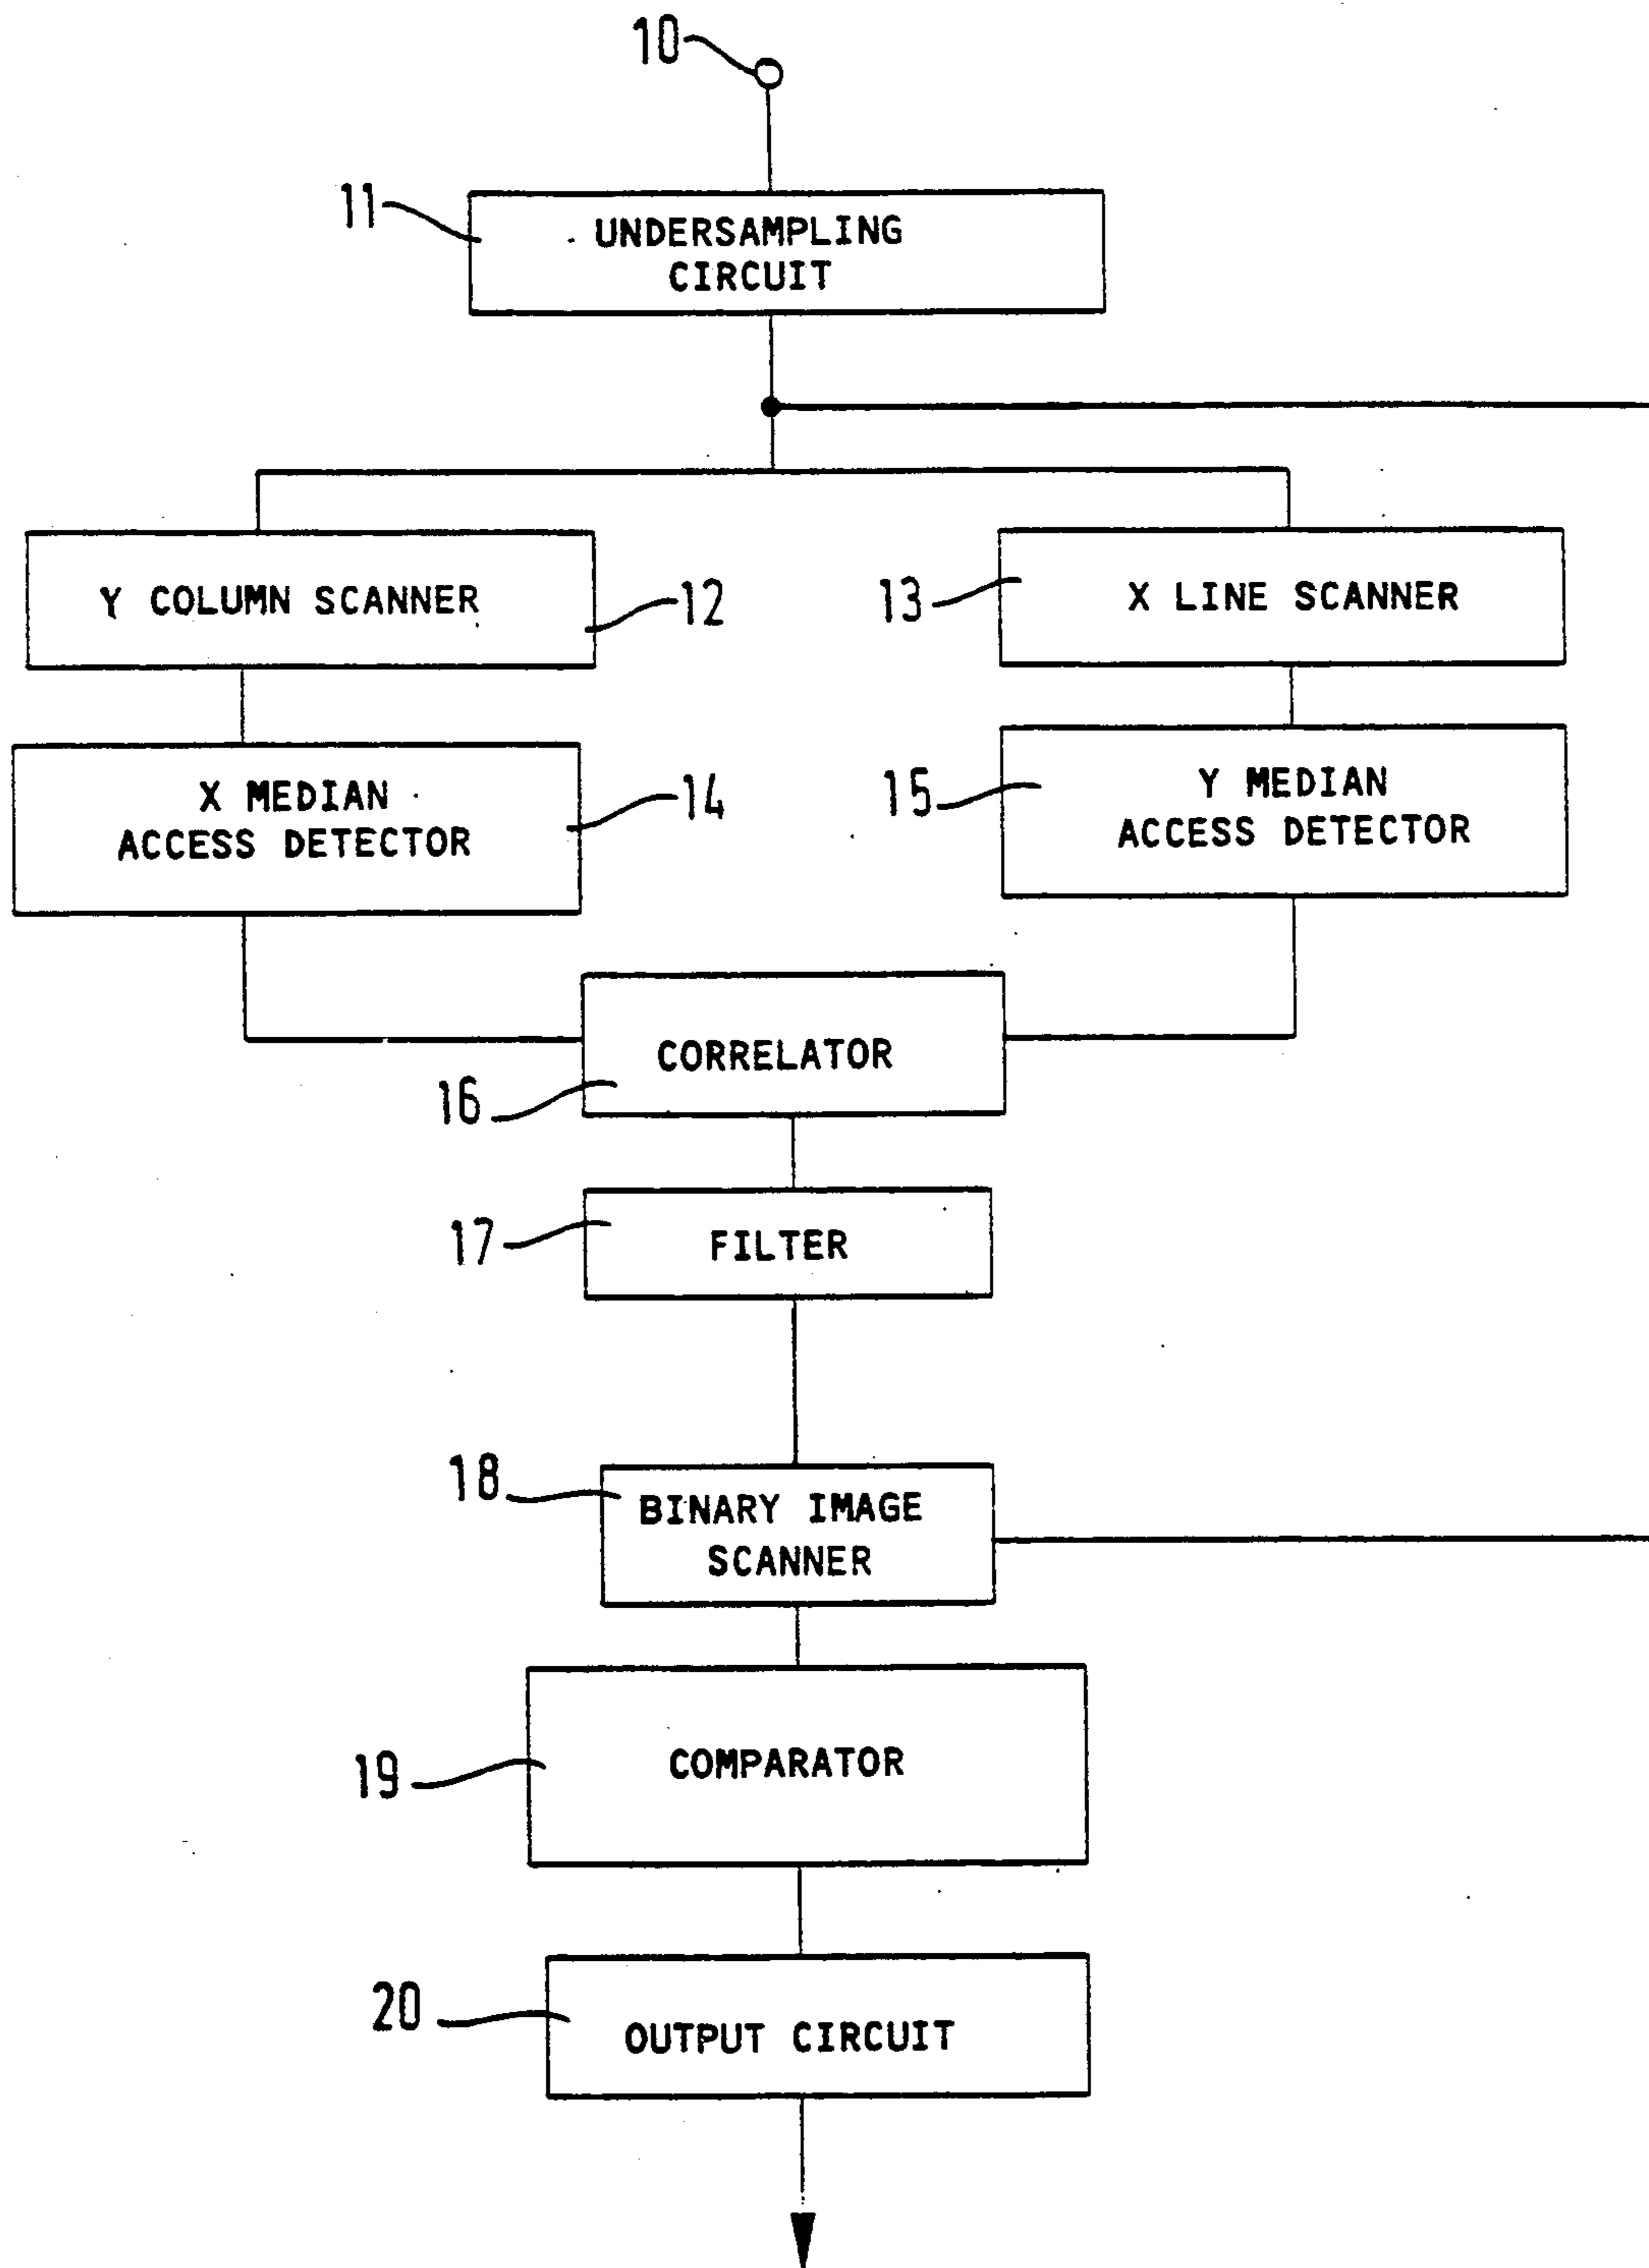 10
11
UNDERSAMPLING
CIRCUIT
Y COLUMN SCANNER
12
13
X LINE SCANNER
X MEDIAN
ACCESS DETECTOR
14
15
Y MEDIAN
ACCESS DETECTOR
CORRELATOR
16
17
FILTER
18
BINARY IMAGE
SCANNER
19
COMPARATOR
20
OUTPUT CIRCUIT